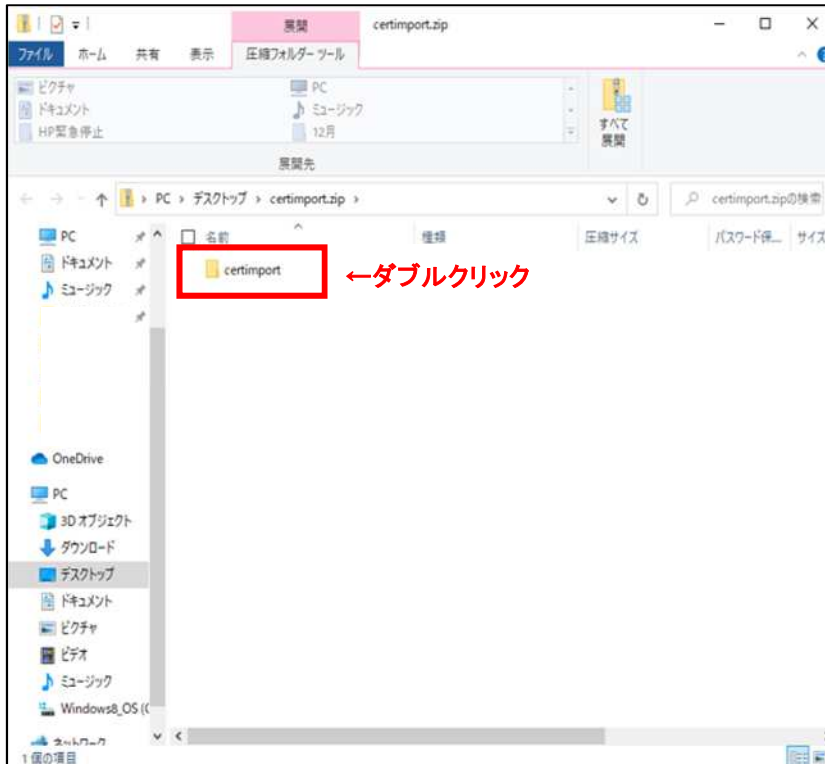 展開
certimport.zip
ファイル ホーム 共有 表示 圧縮フォルダー ツール
ピクチャ PC
ドキュメント ミュージック
HP緊急停止 12月
すべて
展開
展開先
PC > デスクトップ > certimport.zip >
certimport.zipの検索
PC
ドキュメント
ミュージック
名前 種類 圧縮サイズ パスワード保... サイズ
certimport
←ダブルクリック
OneDrive
PC
3D オブジェクト
ダウンロード
デスクトップ
ドキュメント
ピクチャ
ビデオ
ミュージック
Windows8_OS (C
ネットワーク
1 個の項目